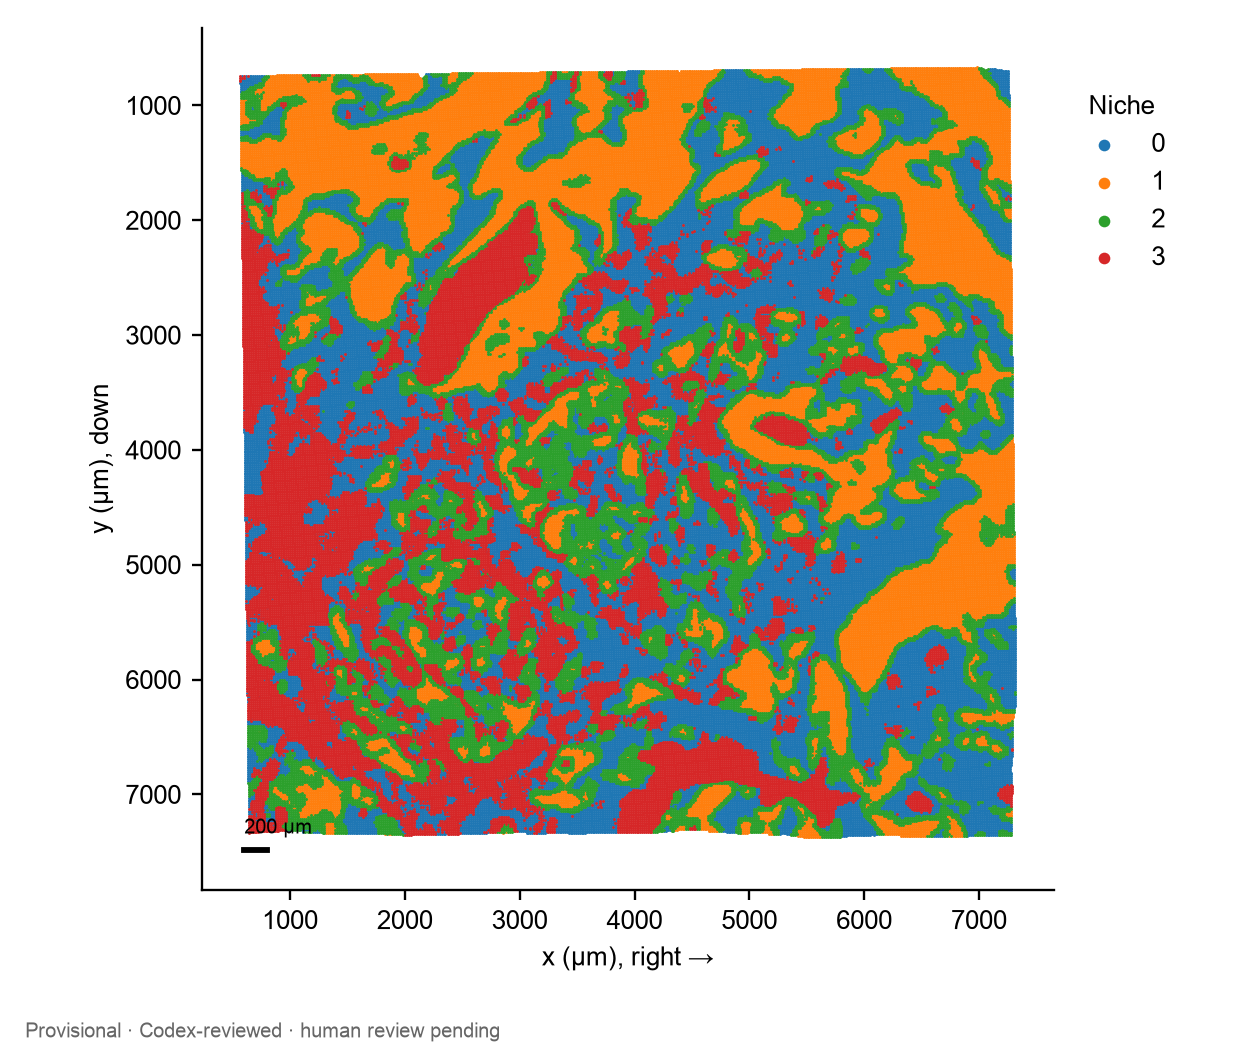 1000
2000
3000
4000
5000
6000
7000
y (µm), down
200 µm
1000 2000 3000 4000 5000 6000 7000
x (µm), right →
Niche
0
1
2
3
Provisional · Codex-reviewed · human review pending